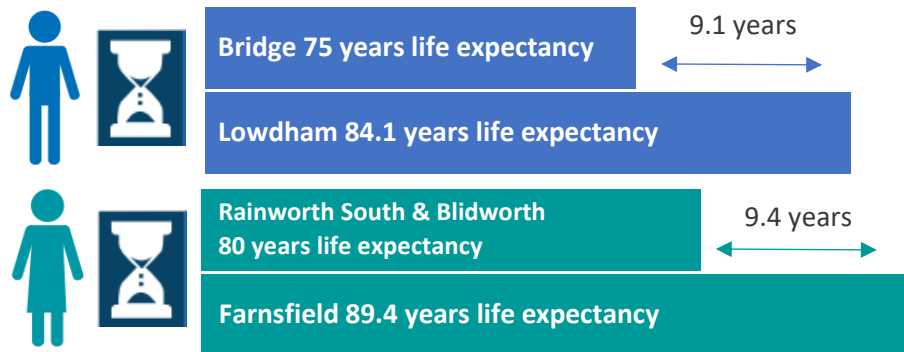 Bridge 75 years life expectancy
9.1 years
Lowdham 84.1 years life expectancy
Rainworth South & Blidworth
80 years life expectancy
9.4 years
Farnsfield 89.4 years life expectancy